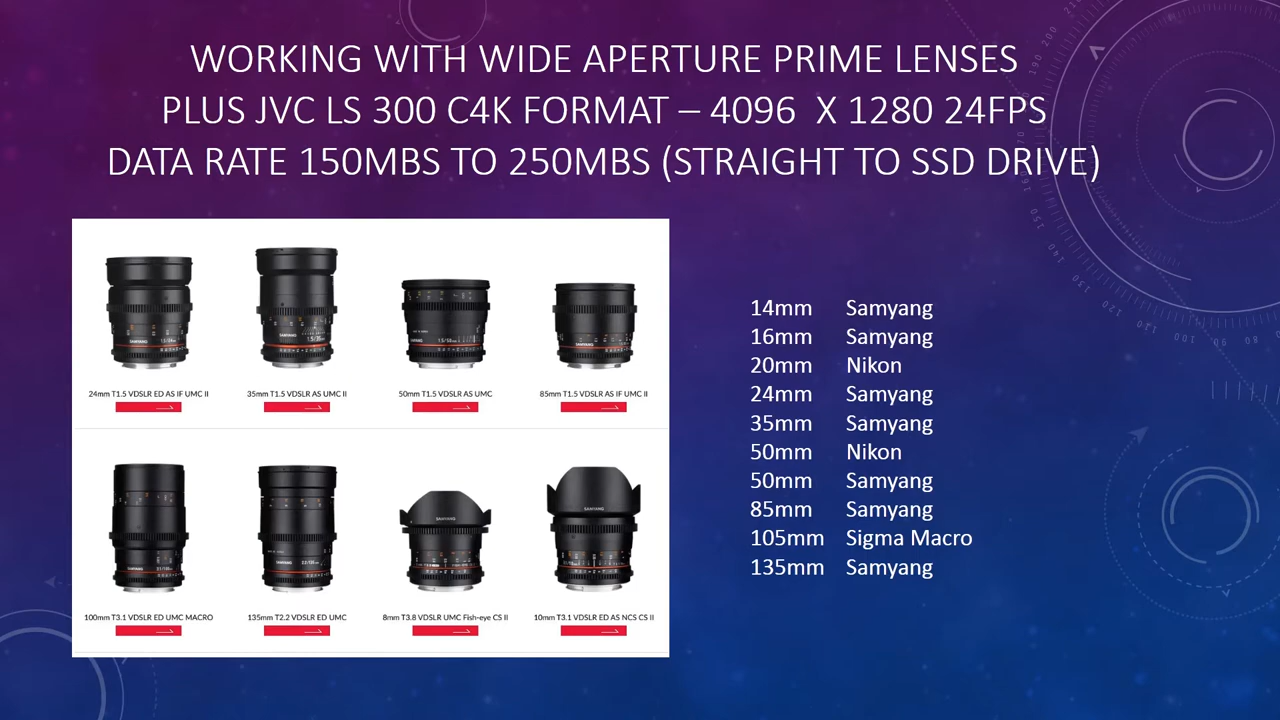 WORKING WITH WIDE APERTURE PRIME LENSES
PLUS JVC LS 300 C4K FORMAT – 4096 X 1280 24FPS
DATA RATE 150MBS TO 250MBS (STRAIGHT TO SSD DRIVE)
24mm T1.5 VDSLR ED AS IF UMC II
35mm T1.5 VDSLR AS UMC II
50mm T1.5 VDSLR AS UMC
85mm T1.5 VDSLR AS IF UMC II
100mm T3.1 VDSLR ED UMC MACRO
135mm T2.2 VDSLR ED UMC
8mm T3.8 VDSLR UMC Fish-eye CS II
10mm T3.1 VDSLR ED AS NCS CS II
14mm Samyang
16mm Samyang
20mm Nikon
24mm Samyang
35mm Samyang
50mm Nikon
50mm Samyang
85mm Samyang
105mm Sigma Macro
135mm Samyang